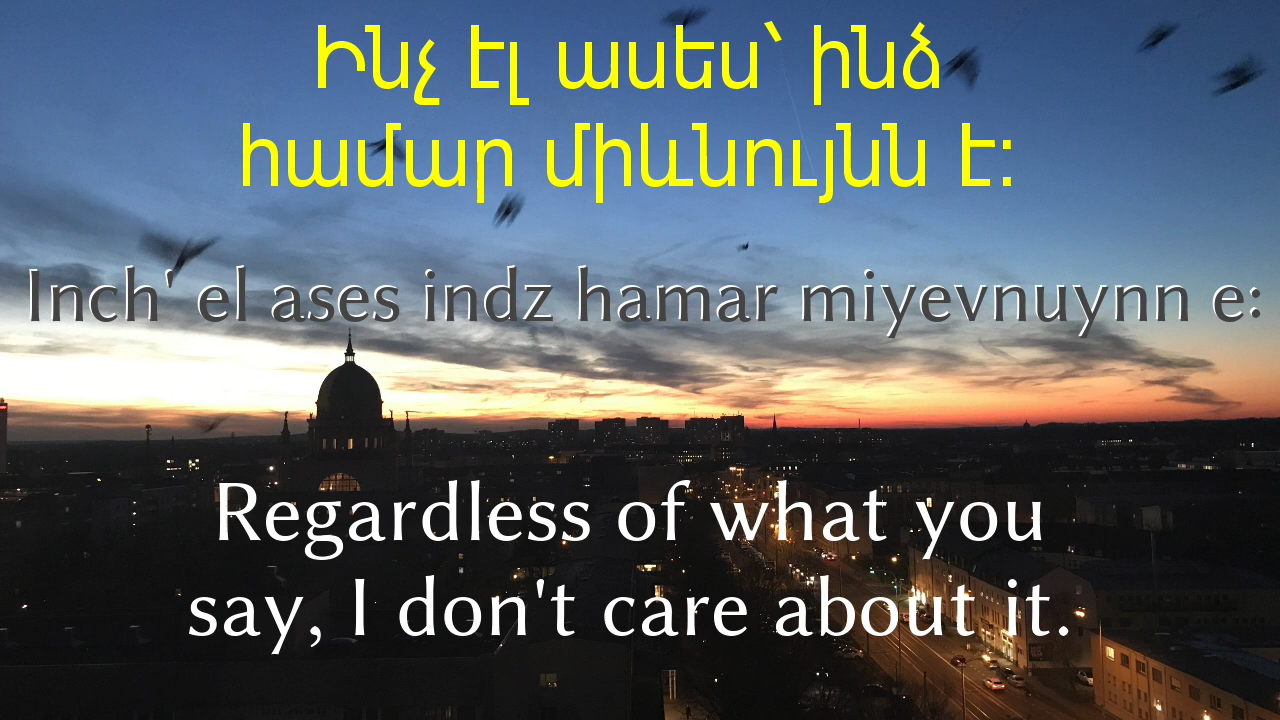 Ինչ էլ ասես՝ ինձ
համար միևնույնն է:
Inch' el ases indz hamar miyevnuynn e:
Regardless of what you
say, I don't care about it.